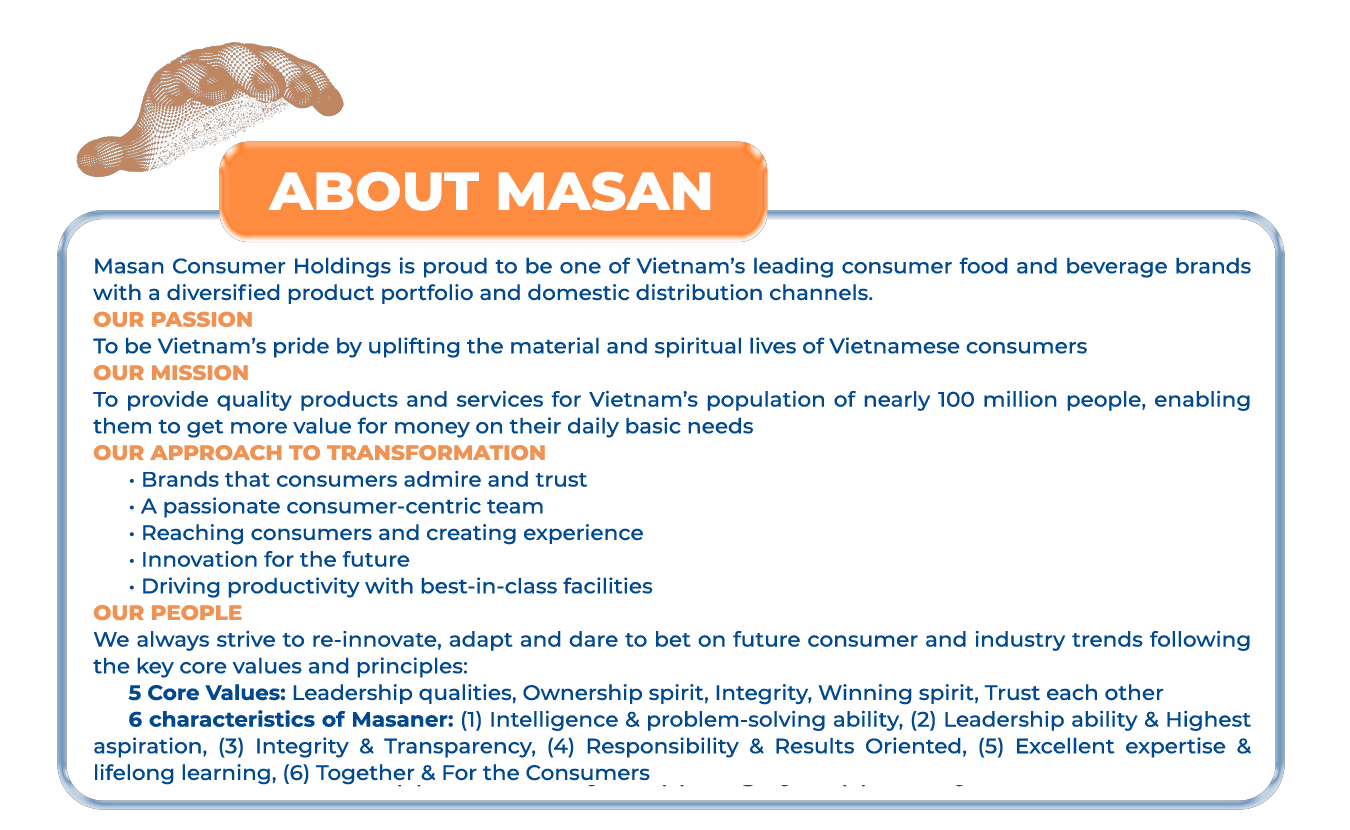 ABOUT MASAN
Masan Consumer Holdings is proud to be one of Vietnam’s leading consumer food and beverage brands
with a diversified product portfolio and domestic distribution channels.
OUR PASSION
To be Vietnam’s pride by uplifting the material and spiritual lives of Vietnamese consumers
OUR MISSION
To provide quality products and services for Vietnam’s population of nearly 100 million people, enabling
them to get more value for money on their daily basic needs
OUR APPROACH TO TRANSFORMATION
• Brands that consumers admire and trust
• A passionate consumer-centric team
• Reaching consumers and creating experience
• Innovation for the future
• Driving productivity with best-in-class facilities
OUR PEOPLE
We always strive to re-innovate, adapt and dare to bet on future consumer and industry trends following
the key core values and principles:
5 Core Values: Leadership qualities, Ownership spirit, Integrity, Winning spirit, Trust each other
6 characteristics of Masaner: (1) Intelligence & problem-solving ability, (2) Leadership ability & Highest
aspiration, (3) Integrity & Transparency, (4) Responsibility & Results Oriented, (5) Excellent expertise &
lifelong learning, (6) Together & For the Consumers